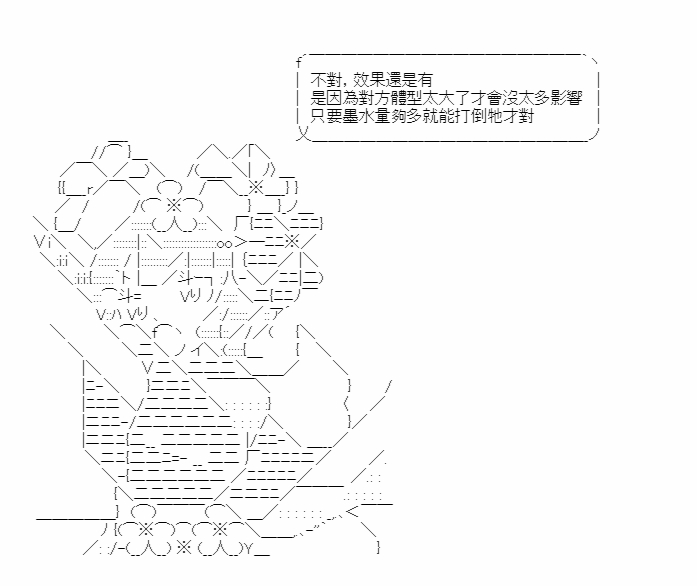 不對，效果還是有
是因為對方體型太大了才會沒太多影響
只要墨水量夠多就能打倒牠才對